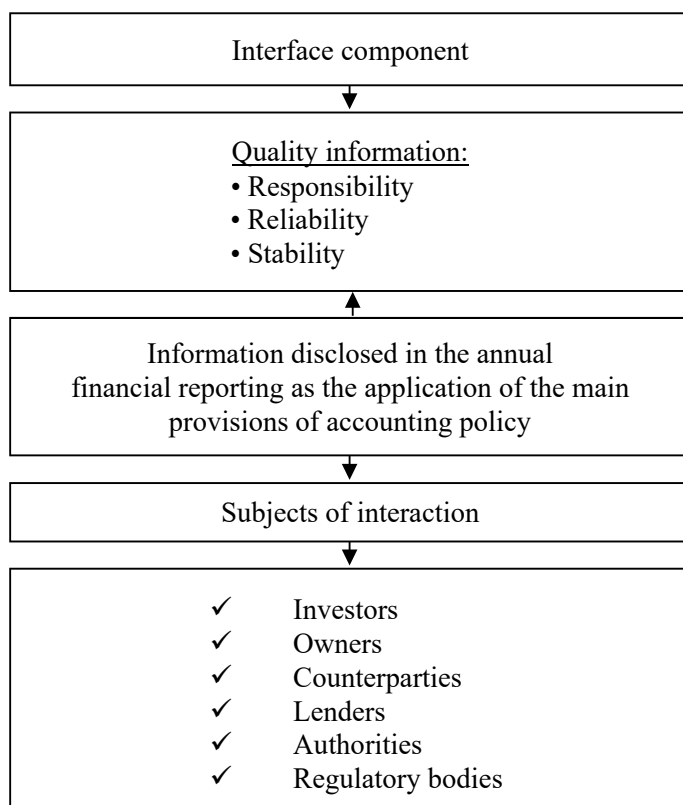 Interface component
Quality information:
• Responsibility
• Reliability
• Stability
Information disclosed in the annual
financial reporting as the application of the main
provisions of accounting policy
Subjects of interaction
✓ Investors
✓ Owners
✓ Counterparties
✓ Lenders
✓ Authorities
✓ Regulatory bodies